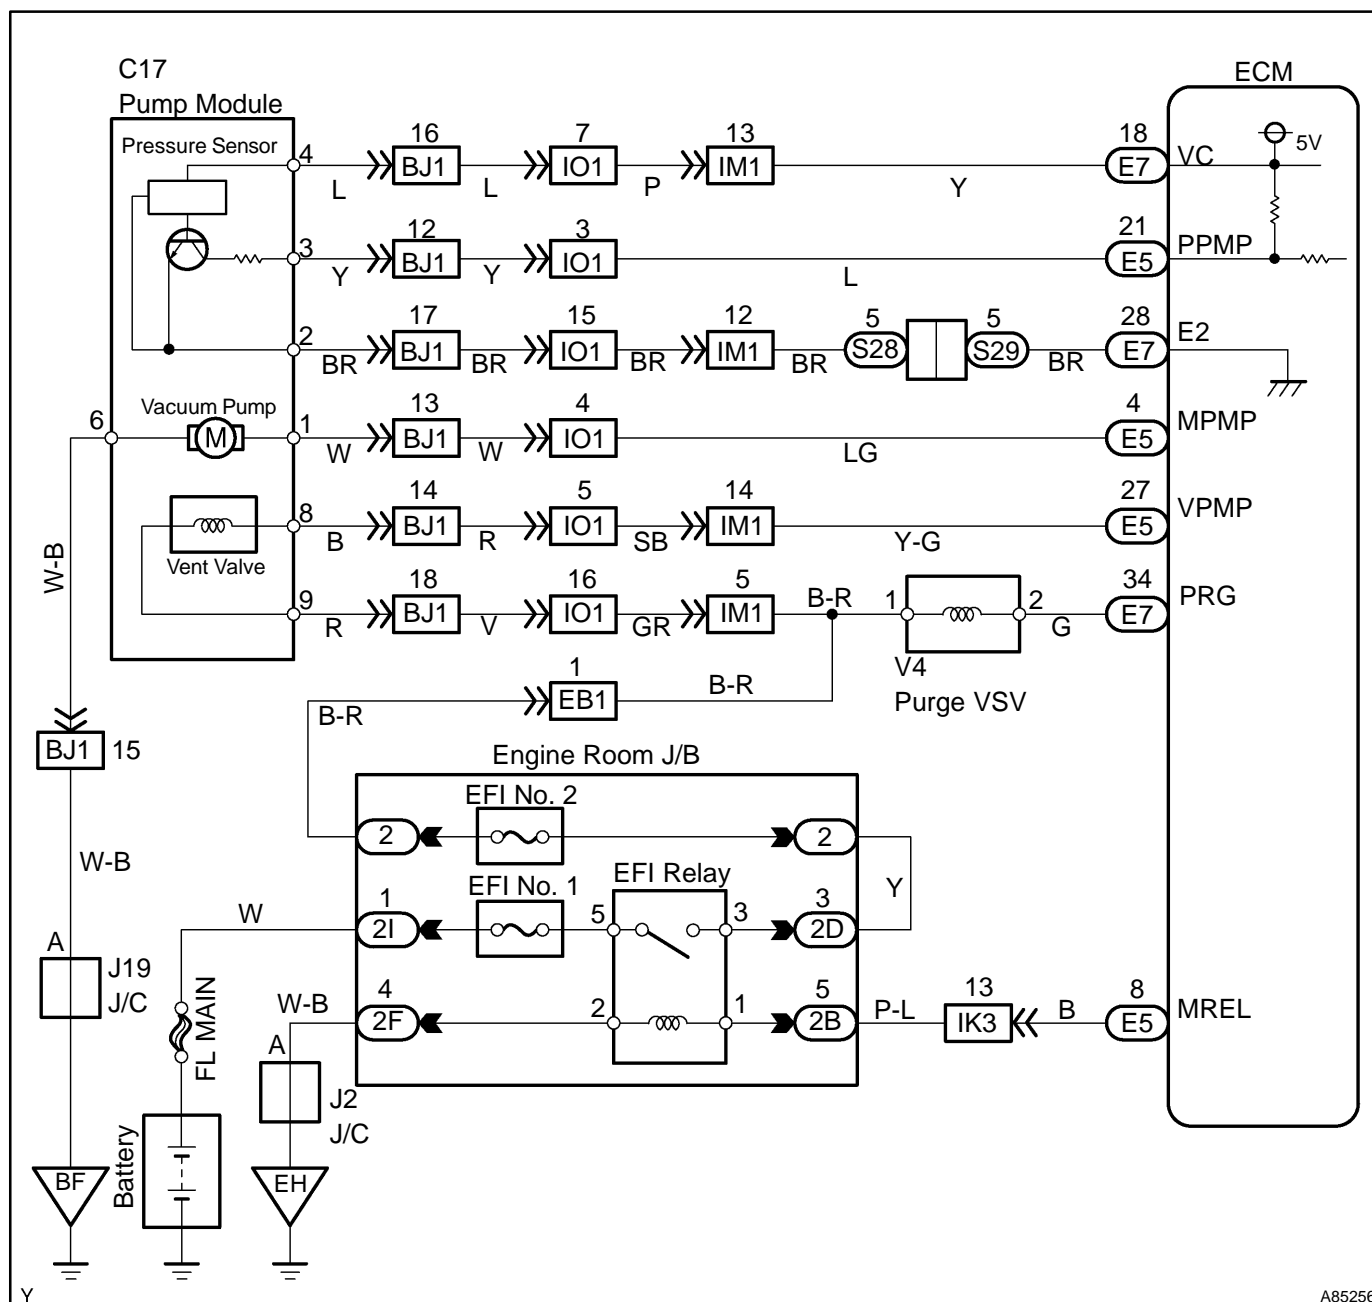 C17
Pump Module
ECM
Pressure Sensor
4 16 7 13 18
L BJ1 L IO1 P IM1 Y E7 VC 5V
3 12 3 21
Y BJ1 Y IO1 L E5 PPMP
2 17 15 12 5 5 28
BR BJ1 BR IO1 BR IM1 BR S28 S29 BR E7 E2
Vacuum Pump
6 M 1 13 4 4
W BJ1 W IO1 LG E5 MPMP
8 14 5 14 27
B BJ1 R IO1 SB IM1 Y-G E5 VPMP
Vent Valve
W-B
9 18 16 5 B-R 1 2 34
R BJ1 V IO1 GR IM1 G E7 PRG
V4
Purge VSV
1
B-R EB1 B-R
BJ1 15
Engine Room J/B
EFI No. 2
2 2
W-B
EFI No. 1 EFI Relay Y
W 1 5 3 3
2I 2D
A
J19
J/C
FL MAIN
W-B 4 2 1 5 P-L 13 B 8
2F 2B IK3 E5 MREL
A
J2
J/C
Battery
BF EH
Y A85256